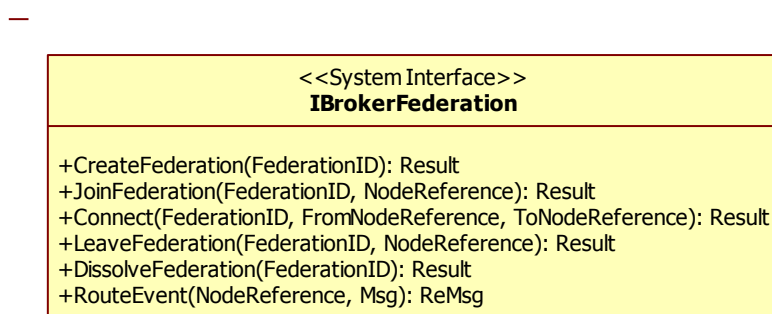 <<System Interface>>
IBrokerFederation
+CreateFederation(FederationID): Result
+JoinFederation(FederationID, NodeReference): Result
+Connect(FederationID, FromNodeReference, ToNodeReference): Result
+LeaveFederation(FederationID, NodeReference): Result
+DissolveFederation(FederationID): Result
+RouteEvent(NodeReference, Msg): ReMsg